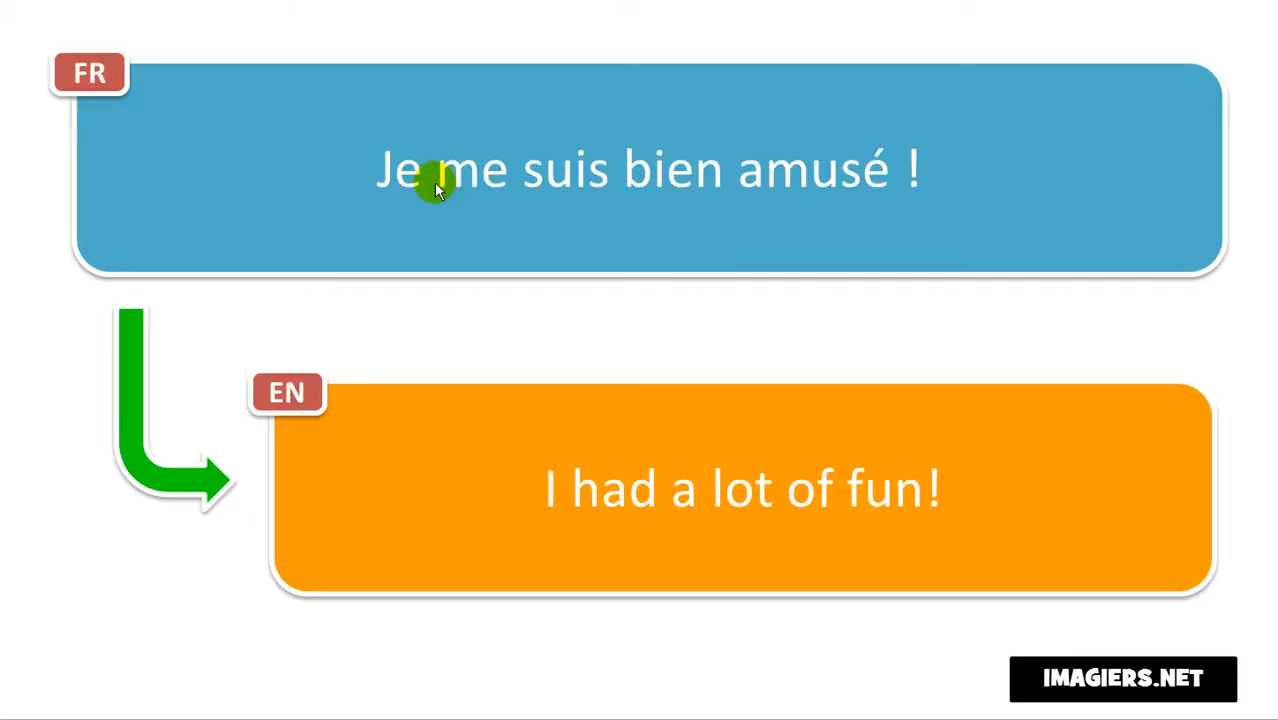 FR
Je me suis bien amusé !
EN
I had a lot of fun!
IMAGIERS.NET